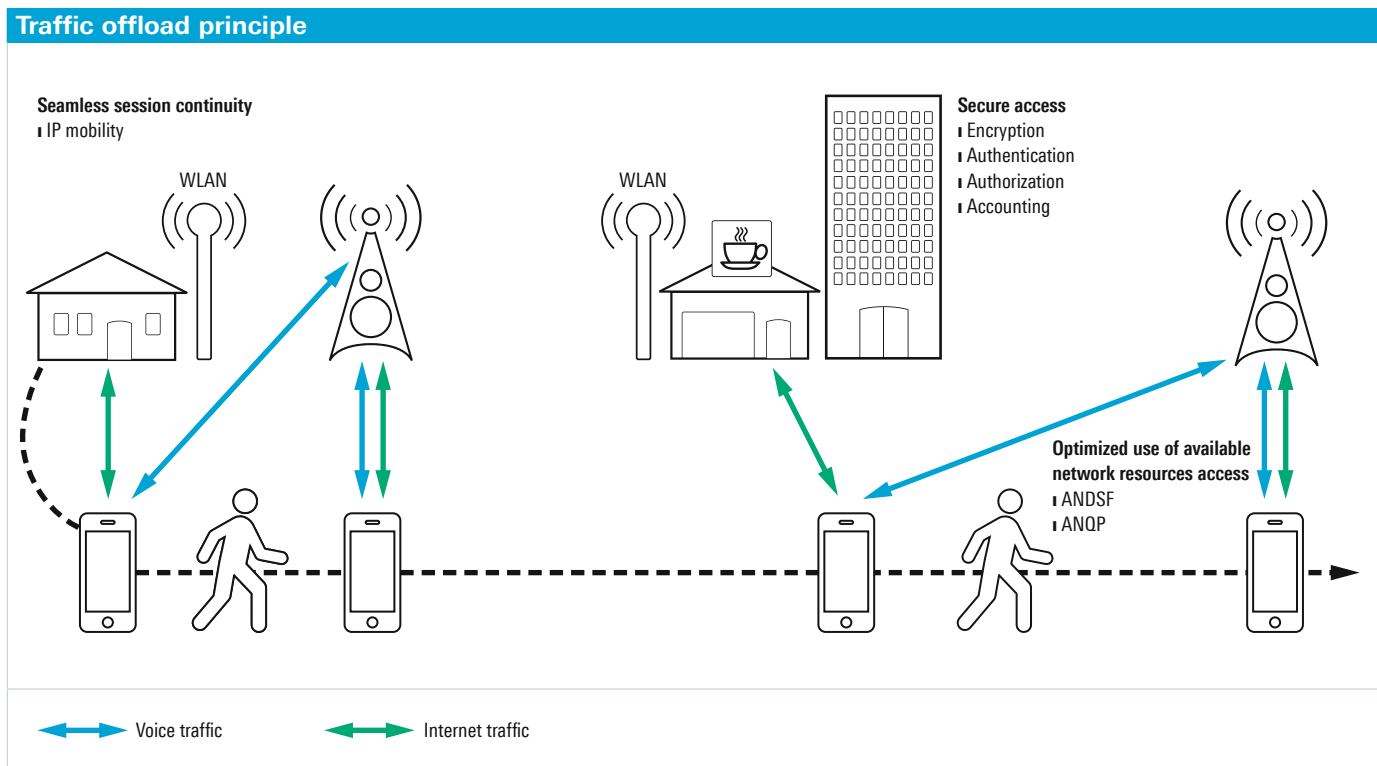 Traffic offload principle
Seamless session continuity
ı IP mobility
WLAN
WLAN
Secure access
ı Encryption
ı Authentication
ı Authorization
ı Accounting
Optimized use of available
network resources access
ı ANDSF
ı ANQP
Voice traffic
Internet traffic